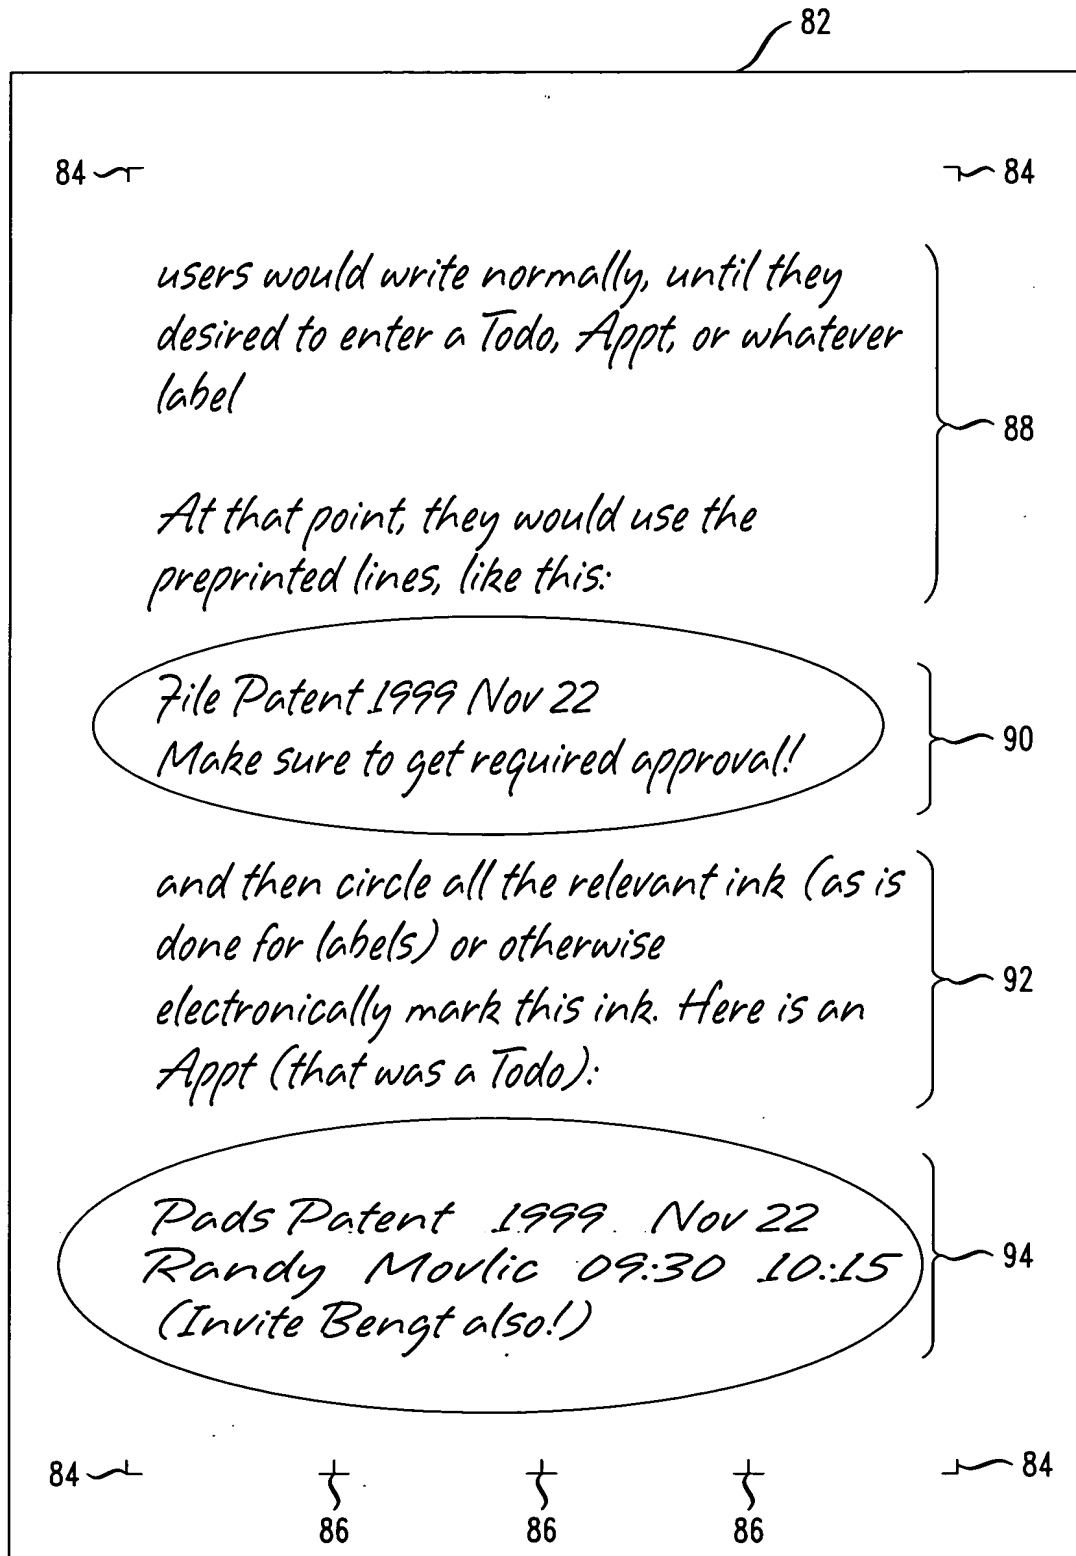 82
84 84
users would write normally, until they
desired to enter a Todo, Appt, or whatever
label
88
At that point, they would use the
preprinted lines, like this:
File Patent 1999 Nov 22
90
Make sure to get required approval!
and then circle all the relevant ink (as is
done for labels) or otherwise
92
electronically mark this ink. Here is an
Appt (that was a Todo):
Pads Patent 1999 Nov 22
Randy Movlic 09:30 10:15
94
(Invite Bengt also!)
84 84
86 86 86